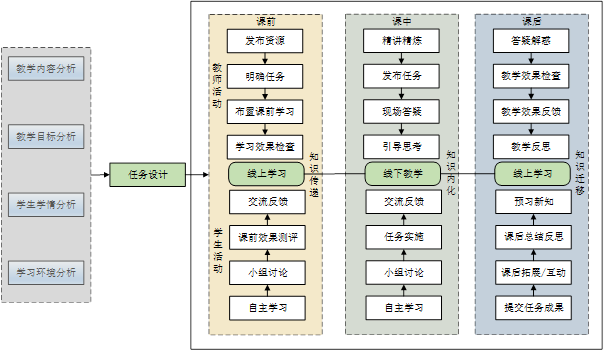 教学内容分析
教学目标分析
学生学情分析
学习环境分析
任务设计
课前
教师活动
发布资源
明确任务
布置课前学习
学习效果检查
线上学习
知识传递
学生活动
交流反馈
课前效果测评
小组讨论
自主学习
课中
精讲精炼
发布任务
现场答疑
引导思考
线下教学
知识内化
交流反馈
任务实施
小组讨论
自主学习
课后
答疑解惑
教学效果检查
教学效果反馈
教学反思
线上学习
知识迁移
预习新知
课后总结反思
课后拓展/互动
提交任务成果